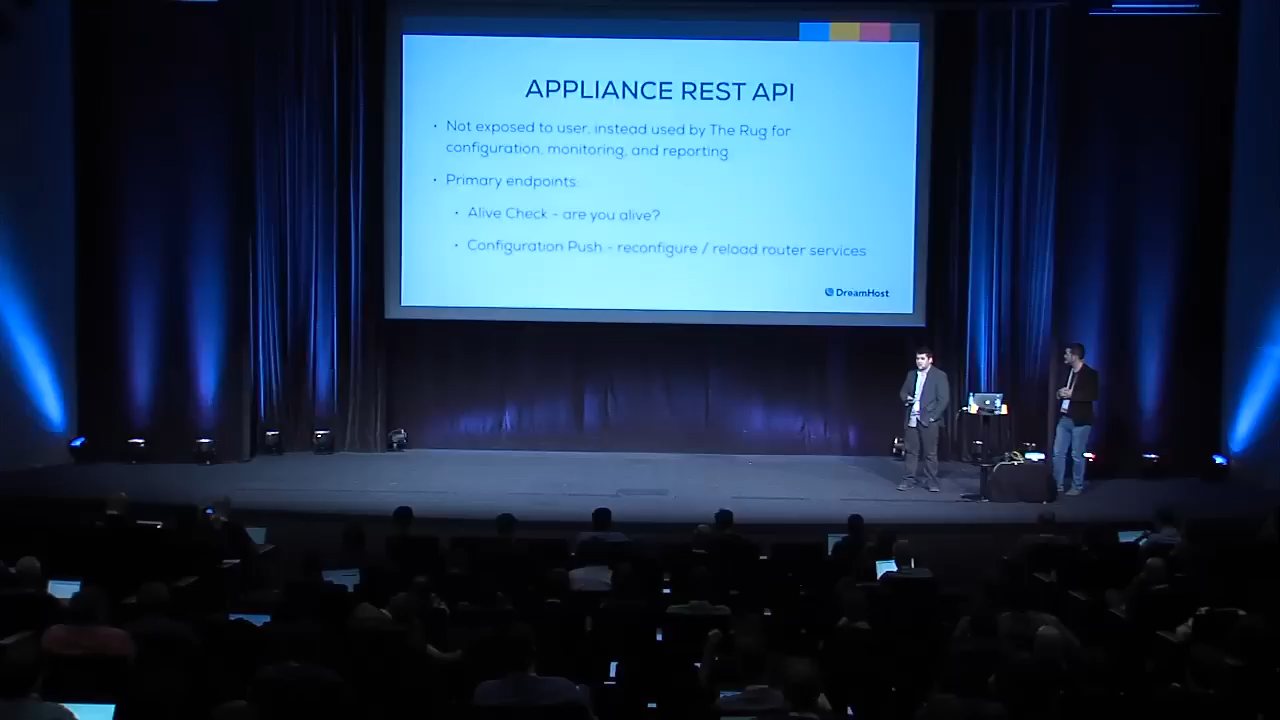 APPLIANCE REST API
• Not exposed to user, instead used by The Rug for
configuration, monitoring, and reporting
• Primary endpoints:
• Alive Check - are you alive?
• Configuration Push - reconfigure / reload router services
DreamHost